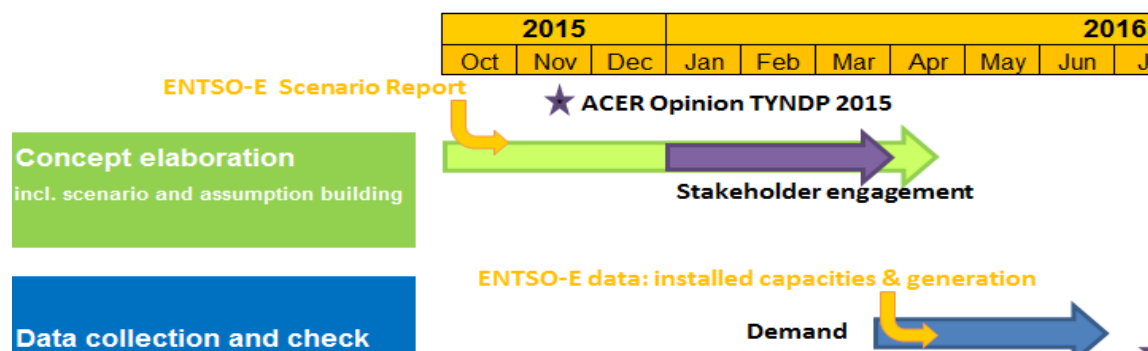 2015 2016
Oct Nov Dec Jan Feb Mar Apr May Jun J
ENTSO-E Scenario Report
ACER Opinion TYNDP 2015
Concept elaboration
incl. scenario and assumption building
Stakeholder engagement
ENTSO-E data: installed capacities & generation
Data collection and check
Demand